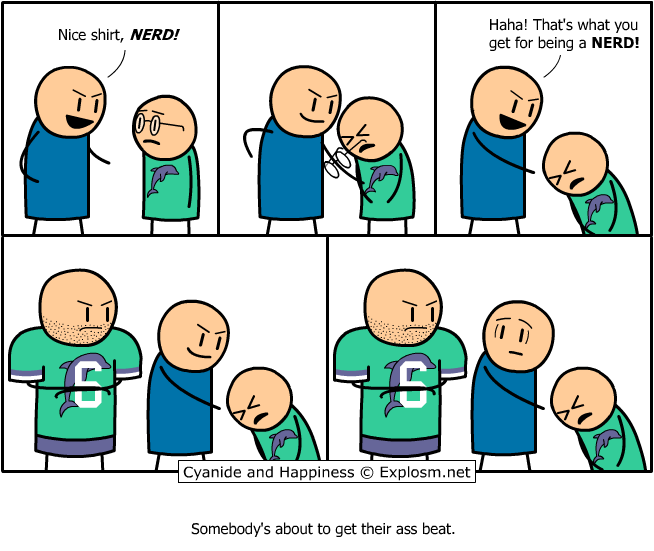 Nice shirt, NERD!
Haha! That's what you
get for being a NERD!
6
6
Cyanide and Happiness © Explosm.net
Somebody's about to get their ass beat.